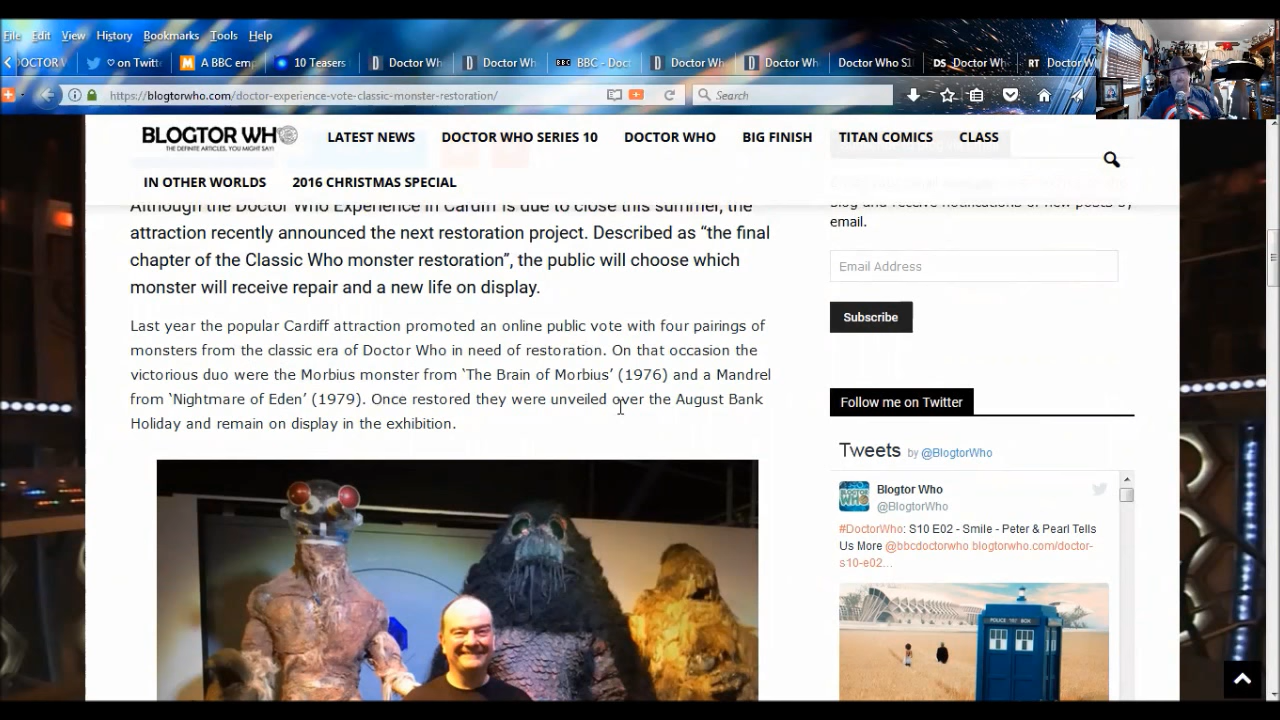 File Edit View History Bookmarks Tools Help
DOCTOR on Twitt A BBC em 10 Teasers Doctor Wh Doctor Wh BBC - Doct Doctor Wh Doctor Wh Doctor Who S1 DS Doctor Wh RT Doctor W
https://blogtorwho.com/doctor-experience-vote-classic-monster-restoration/ Search
BLOGTOR WHO
THE DEFINITE ARTICLES, YOU MIGHT SAY!
LATEST NEWS DOCTOR WHO SERIES 10 DOCTOR WHO BIG FINISH TITAN COMICS CLASS
IN OTHER WORLDS 2016 CHRISTMAS SPECIAL
Although the Doctor Who Experience in Cardiff is due to close this summer, the
attraction recently announced the next restoration project. Described as “the final
chapter of the Classic Who monster restoration”, the public will choose which
monster will receive repair and a new life on display.
Last year the popular Cardiff attraction promoted an online public vote with four pairings of
monsters from the classic era of Doctor Who in need of restoration. On that occasion the
victorious duo were the Morbius monster from ‘The Brain of Morbius’ (1976) and a Mandrel
from ‘Nightmare of Eden’ (1979). Once restored they were unveiled over the August Bank
Holiday and remain on display in the exhibition.
blog and receive notifications of new posts by
email.
Email Address
Subscribe
Follow me on Twitter
Tweets by @BlogtorWho
Blogtor Who
@BlogtorWho
#DoctorWho: S10 E02 - Smile - Peter & Pearl Tells
Us More @bbcdoctorwho blogtorwho.com/doctor-
s10-e02…
POLICE BOX